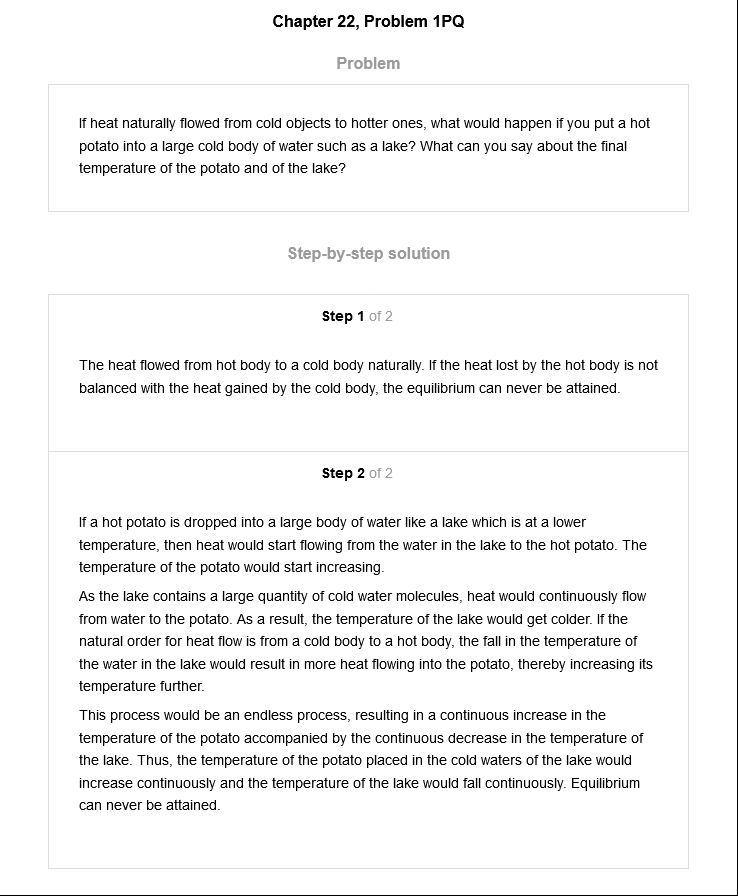 Chapter 22, Problem 1PQ
Problem
If heat naturally flowed from cold objects to hotter ones, what would happen if you put a hot
potato into a large cold body of water such as a lake? What can you say about the final
temperature of the potato and of the lake?
Step-by-step solution
Step 1 of 2
The heat flowed from hot body to a cold body naturally. If the heat lost by the hot body is not
balanced with the heat gained by the cold body, the equilibrium can never be attained.
Step 2 of 2
If a hot potato is dropped into a large body of water like a lake which is at a lower
temperature, then heat would start flowing from the water in the lake to the hot potato. The
temperature of the potato would start increasing.
As the lake contains a large quantity of cold water molecules, heat would continuously flow
from water to the potato. As a result, the temperature of the lake would get colder. If the
natural order for heat flow is from a cold body to a hot body, the fall in the temperature of
the water in the lake would result in more heat flowing into the potato, thereby increasing its
temperature further.
This process would be an endless process, resulting in a continuous increase in the
temperature of the potato accompanied by the continuous decrease in the temperature of
the lake. Thus, the temperature of the potato placed in the cold waters of the lake would
increase continuously and the temperature of the lake would fall continuously. Equilibrium
can never be attained.